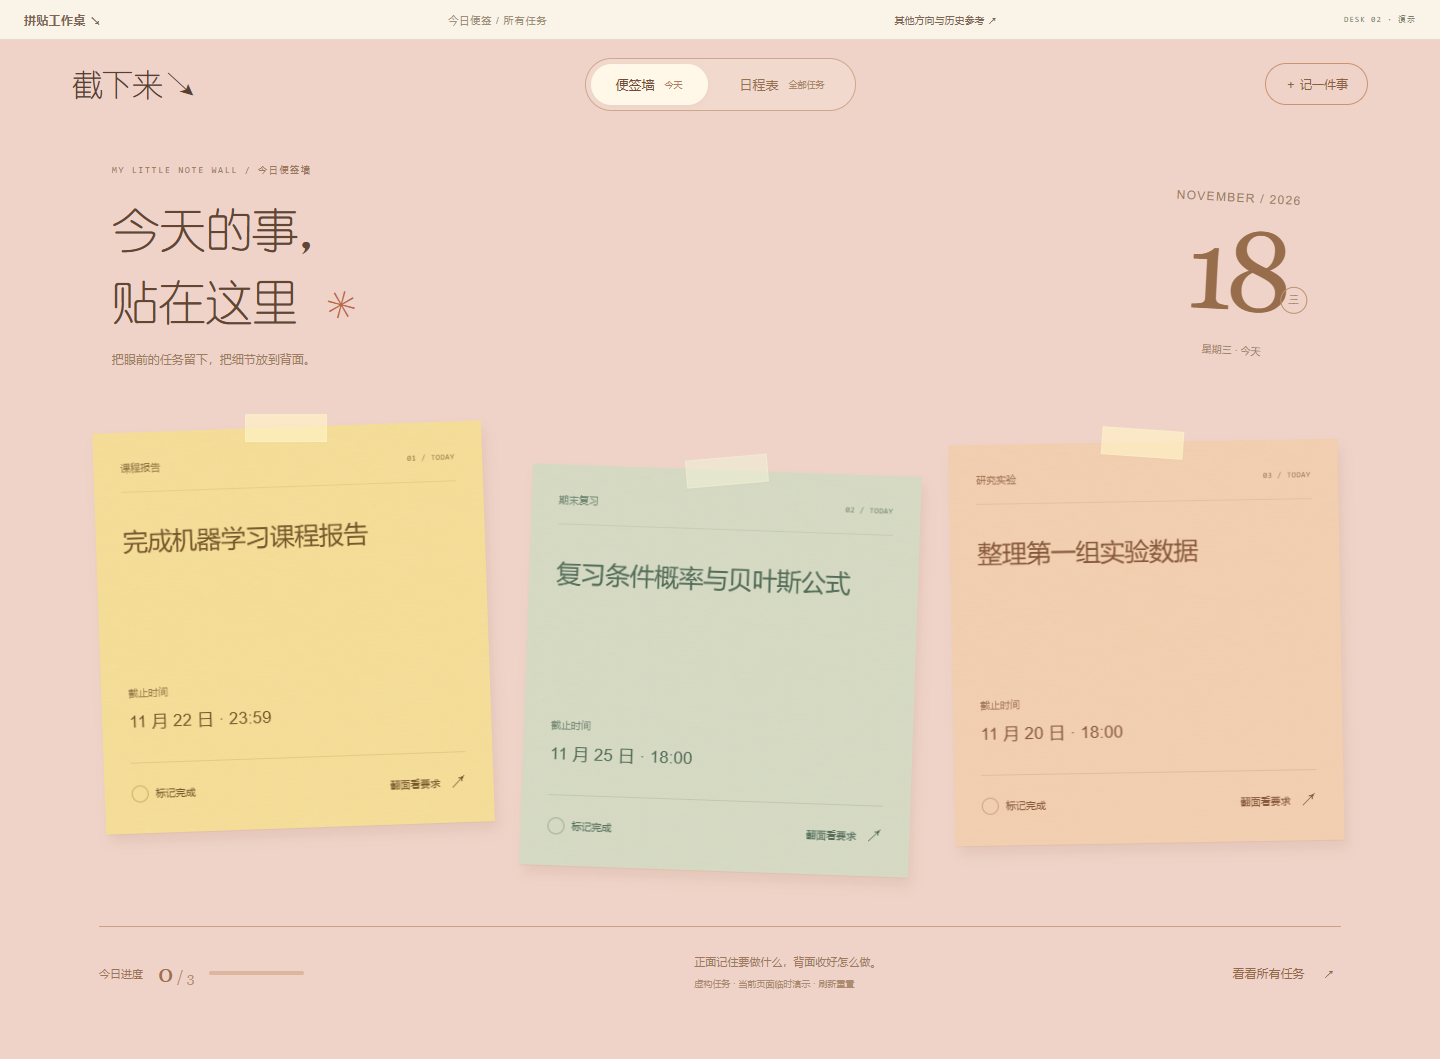 拼贴工作桌 ↘
今日便签 / 所有任务
其他方向与历史参考 ↗
DESK 02 · 演示
截下来↘
便签墙 今天
日程表 全部任务
+ 记一件事
MY LITTLE NOTE WALL / 今日便签墙
今天的事，
贴在这里
把眼前的任务留下，把细节放到背面。
NOVEMBER / 2026
18
三
星期三 · 今天
课程报告
01 / TODAY
完成机器学习课程报告
截止时间
11 月 22 日 · 23:59
标记完成
翻面看要求 ↗
期末复习
02 / TODAY
复习条件概率与贝叶斯公式
截止时间
11 月 25 日 · 18:00
标记完成
翻面看要求 ↗
研究实验
03 / TODAY
整理第一组实验数据
截止时间
11 月 20 日 · 18:00
标记完成
翻面看要求 ↗
今日进度 0 / 3
正面记住要做什么，背面收好怎么做。
虚构任务 · 当前页面临时演示 · 刷新重置
看看所有任务 ↗